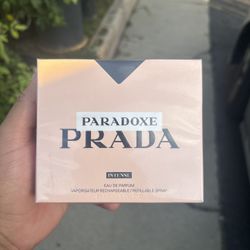 PARADOXE
PRADA
INTENSE
EAU DE PARFUM
VAPORISATEUR RECHARGEABLE / REFILLABLE SPRAY